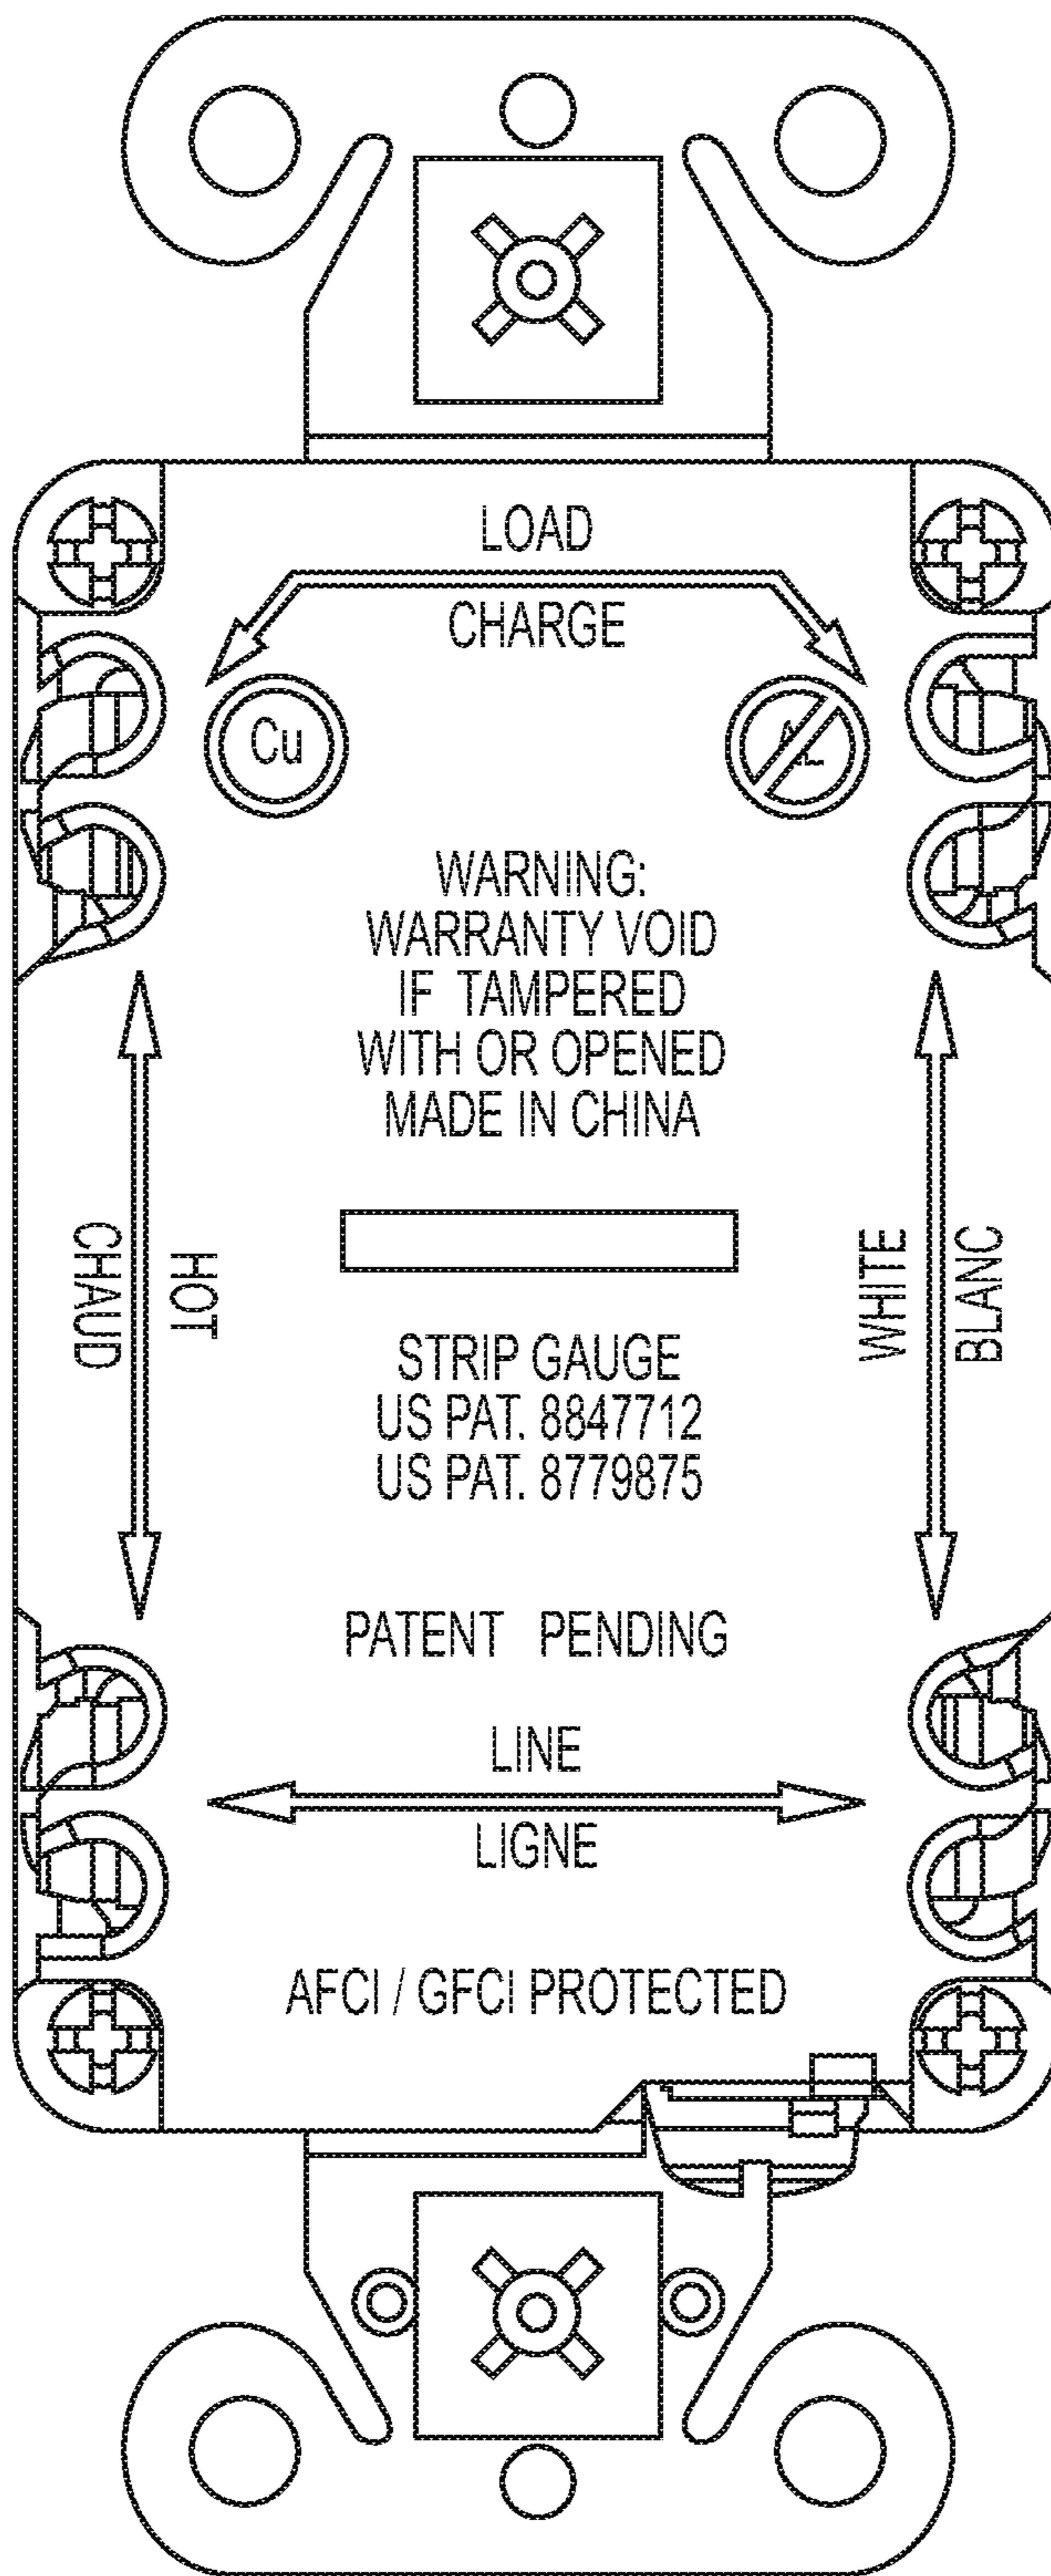 LOAD
CHARGE
Cu
AL
WARNING:
WARRANTY VOID
IF TAMPERED
WITH OR OPENED
MADE IN CHINA
CHAUD
HOT
WHITE
BLANC
STRIP GAUGE
US PAT. 8847712
US PAT. 8779875
PATENT PENDING
LINE
LIGNE
AFCI / GFCI PROTECTED